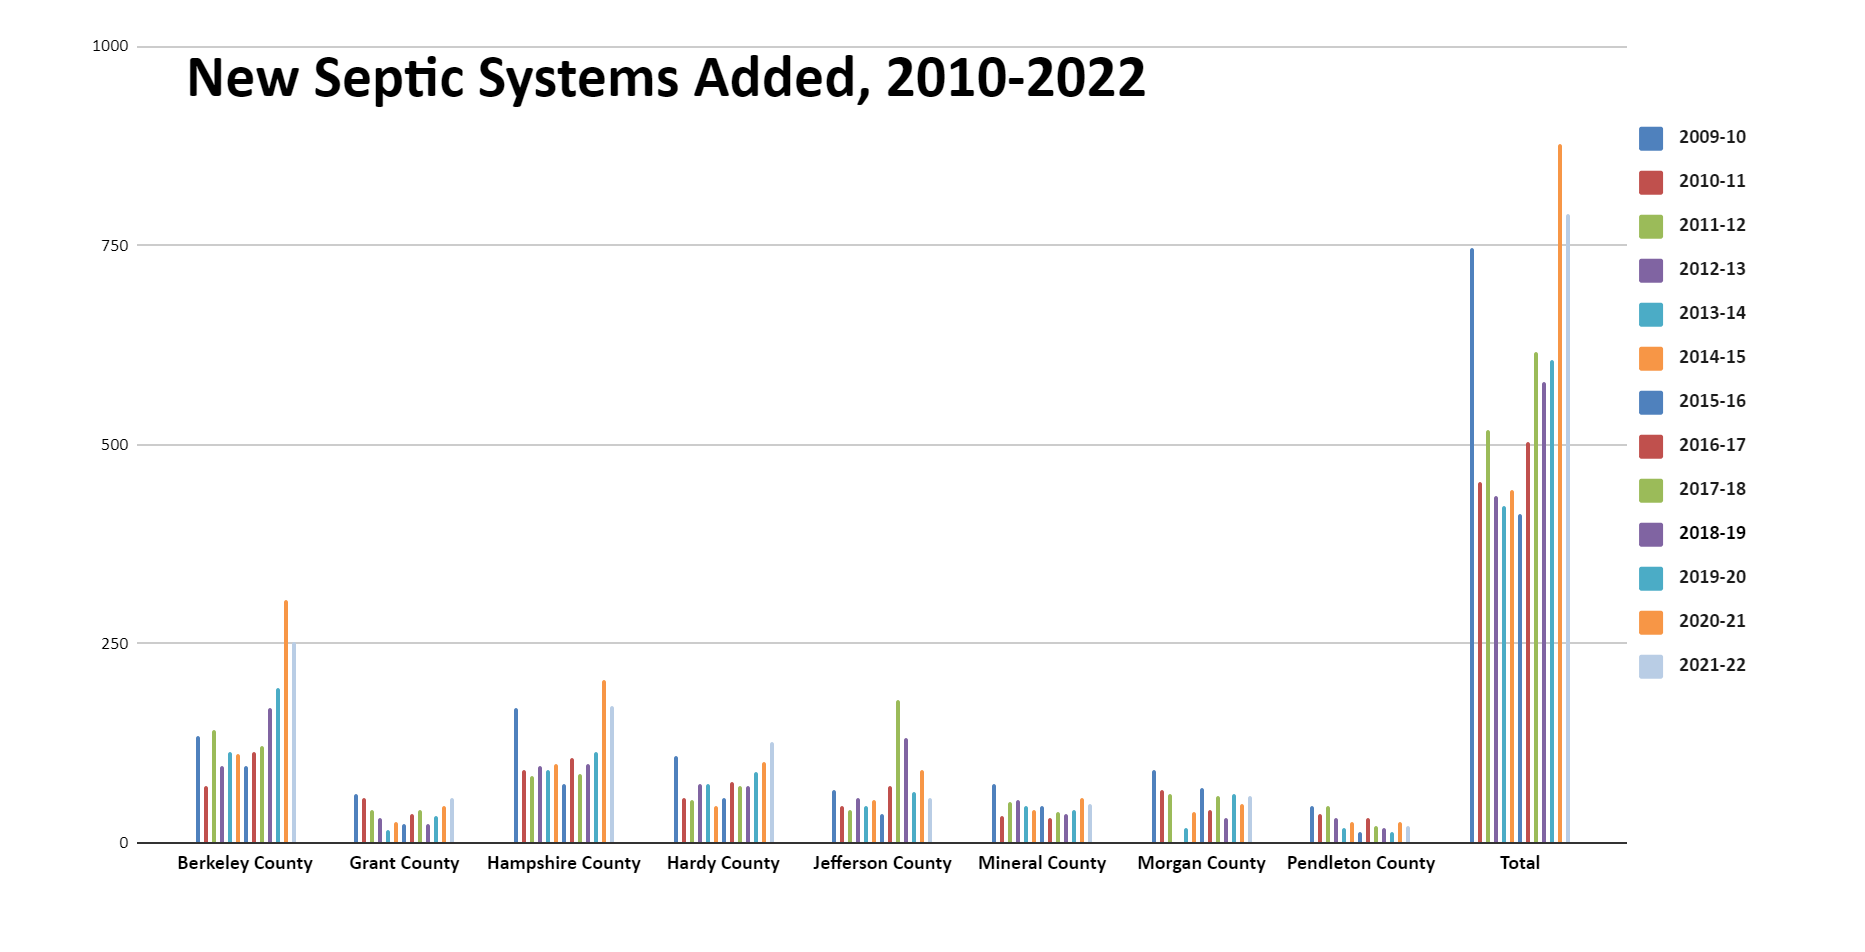 New Septic Systems Added, 2010-2022
1000
750
500
250
0
Berkeley County
Grant County
Hampshire County
Hardy County
Jefferson County
Mineral County
Morgan County
Pendleton County
Total
2009-10
2010-11
2011-12
2012-13
2013-14
2014-15
2015-16
2016-17
2017-18
2018-19
2019-20
2020-21
2021-22